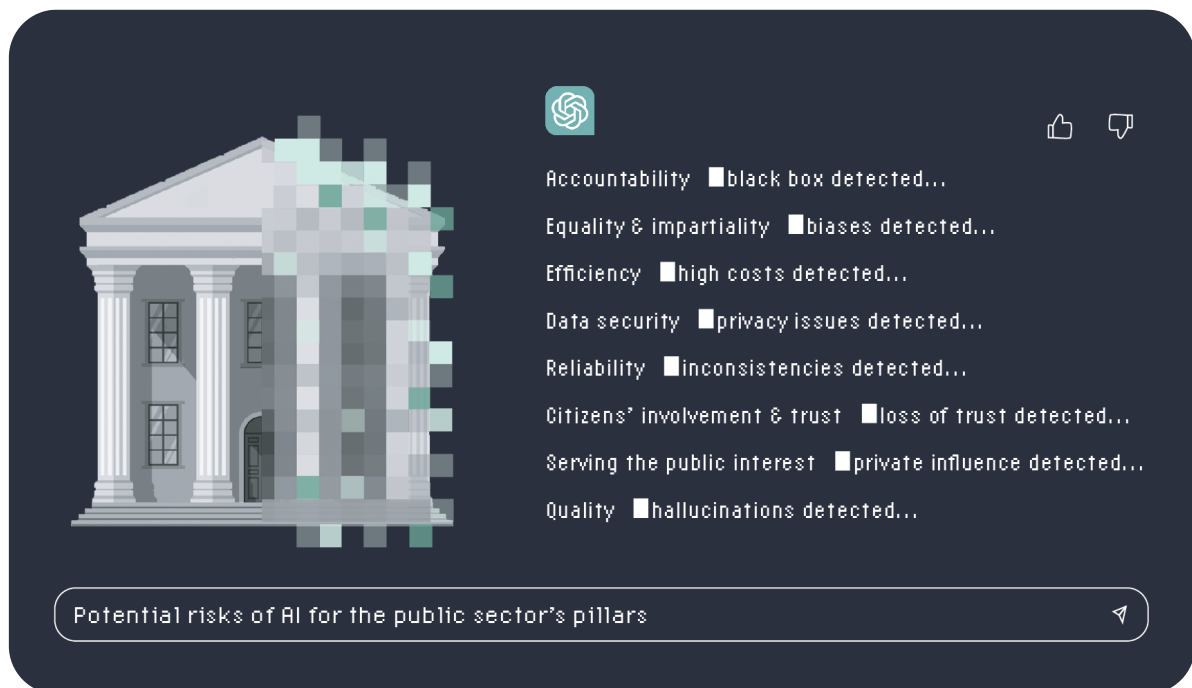 Accountability █black box detected...
Equality & impartiality █biases detected...
Efficiency █high costs detected...
Data security █privacy issues detected...
Reliability █inconsistencies detected...
Citizens' involvement & trust █loss of trust detected...
Serving the public interest █private influence detected...
Quality █hallucinations detected...
Potential risks of AI for the public sector's pillars